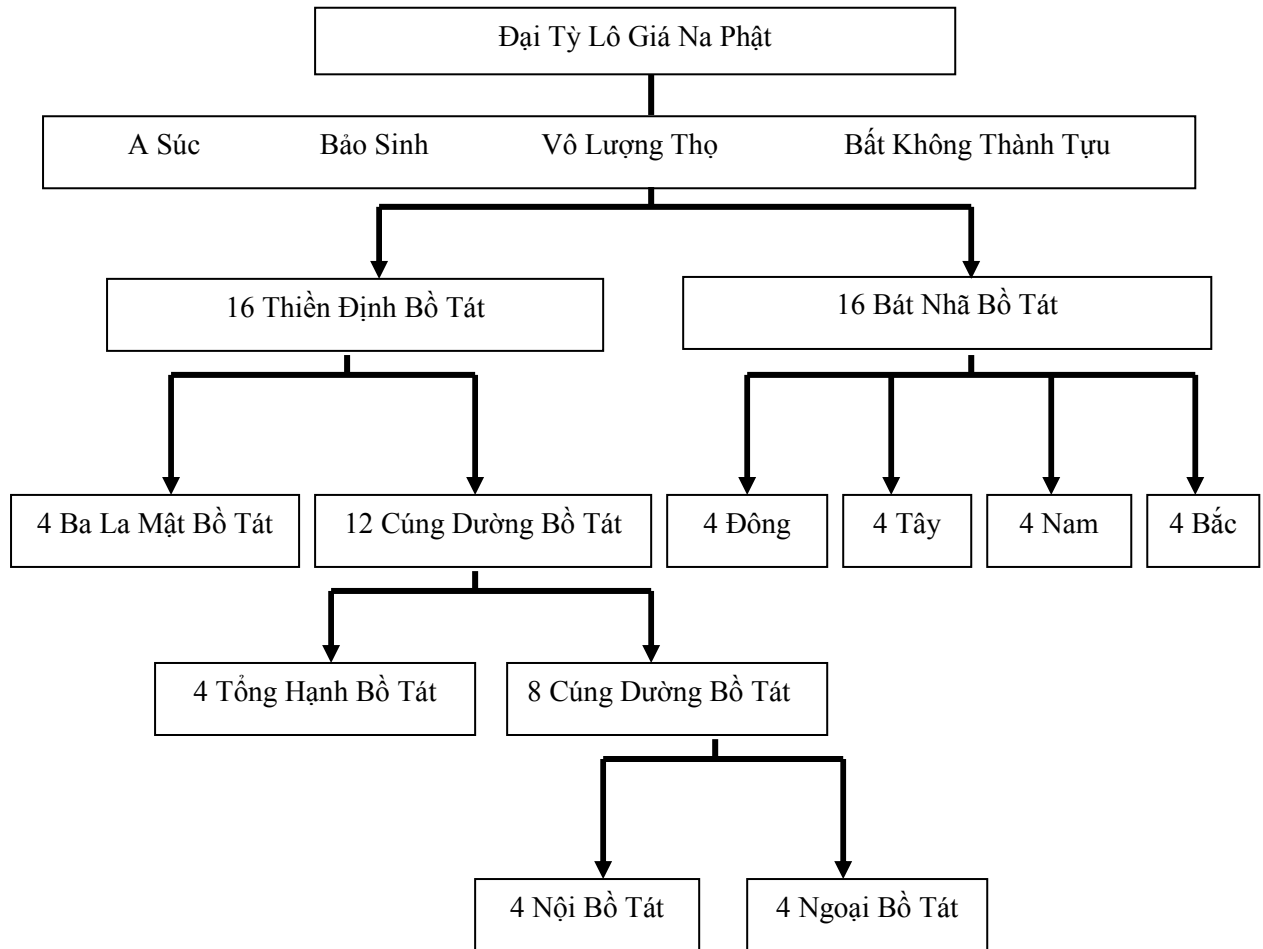 Đại Tỳ Lô Giá Na Phật
A Súc Bảo Sinh Vô Lượng Thọ Bất Không Thành Tựu
16 Thiền Định Bồ Tát
16 Bát Nhã Bồ Tát
4 Ba La Mật Bồ Tát
12 Cúng Dường Bồ Tát
4 Đông
4 Tây
4 Nam
4 Bắc
4 Tổng Hạnh Bồ Tát
8 Cúng Dường Bồ Tát
4 Nội Bồ Tát
4 Ngoại Bồ Tát